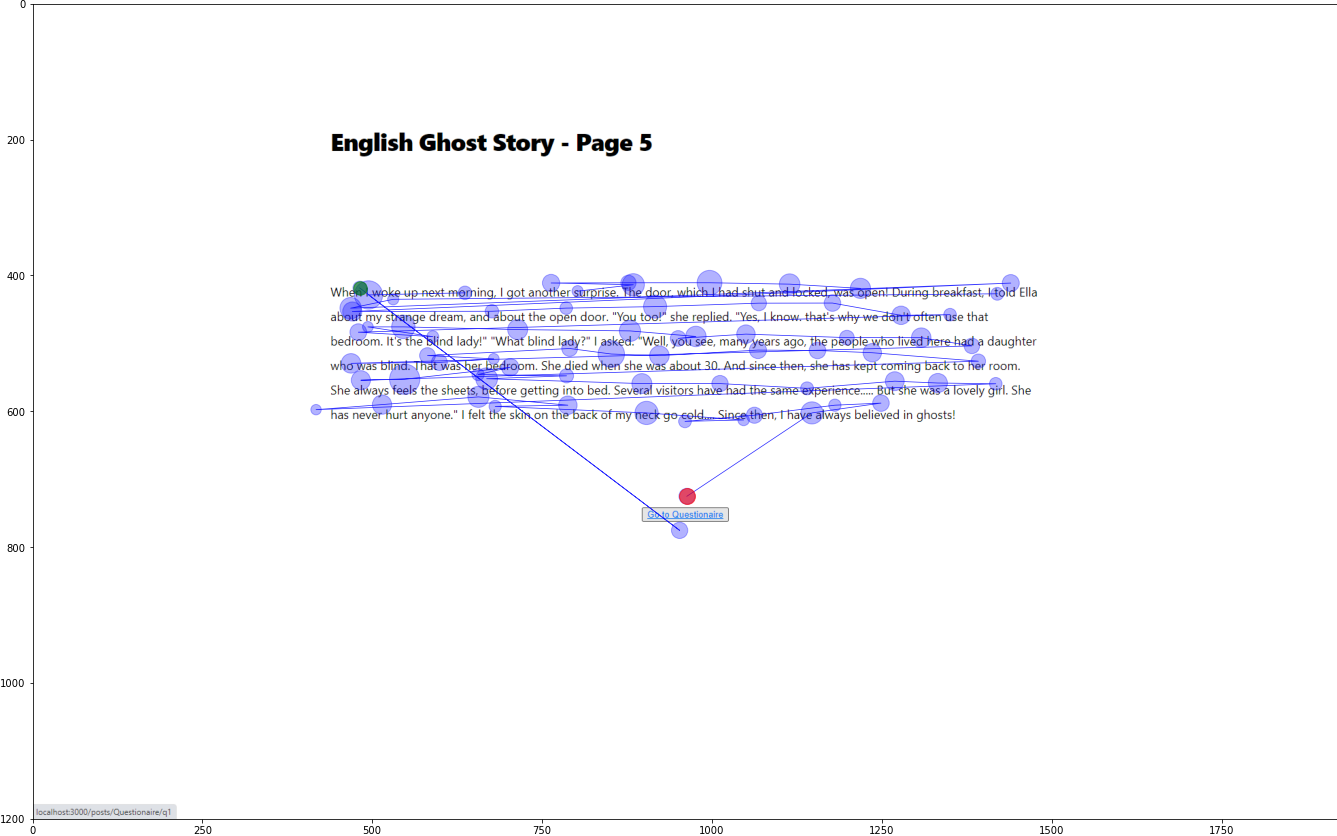 0
200
400
600
800
1000
1200
English Ghost Story - Page 5
When I woke up next morning, I got another surprise. The door, which I had shut and locked, was open! During breakfast, I told Ella
about my strange dream, and about the open door. "You too!" she replied. "Yes, I know. that's why we don't often use that
bedroom. It's the blind lady!" "What blind lady?" I asked. "Well, you see, many years ago, the people who lived here had a daughter
who was blind. That was her bedroom. She died when she was about 30. And since then, she has kept coming back to her room.
She always feels the sheets, before getting into bed. Several visitors have had the same experience..... But she was a lovely girl. She
has never hurt anyone." I felt the skin on the back of my neck go cold.... Since then, I have always believed in ghosts!
Go to Questionaire
localhost:3000/posts/Questionaire/q1
0 250 500 750 1000 1250 1500 1750